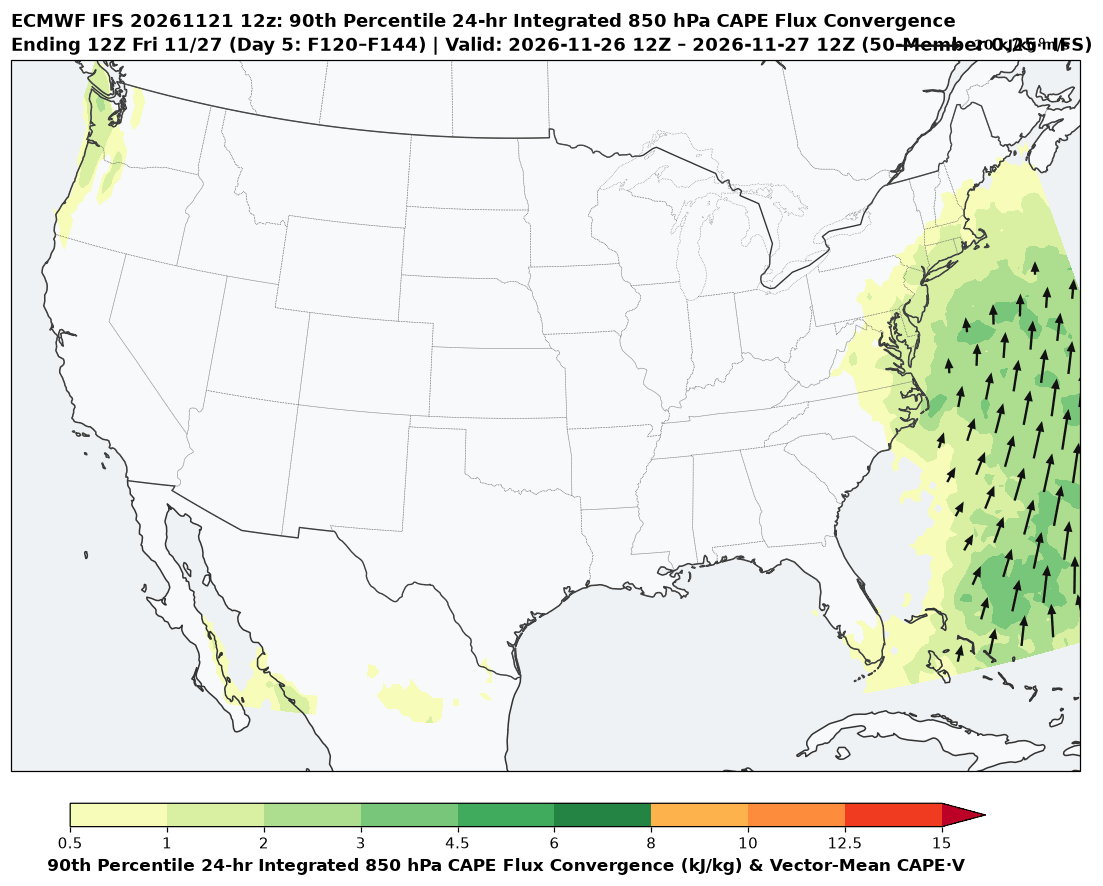 ECMWF IFS 20261121 12z: 90th Percentile 24-hr Integrated 850 hPa CAPE Flux Convergence
Ending 12Z Fri 11/27 (Day 5: F120–F144) | Valid: 2026-11-26 12Z – 2026-11-27 12Z (50-Member 0.25° IFS)
0.5 1 2 3 4.5 6 8 10 12.5 15
90th Percentile 24-hr Integrated 850 hPa CAPE Flux Convergence (kJ/kg) & Vector-Mean CAPE·V